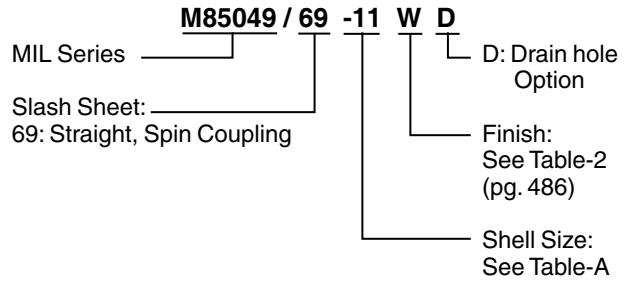 M85049 / 69 -11 W D
MIL Series
D: Drain hole
Option
Slash Sheet:
69: Straight, Spin Coupling
Finish:
See Table-2
(pg. 486)
Shell Size:
See Table-A